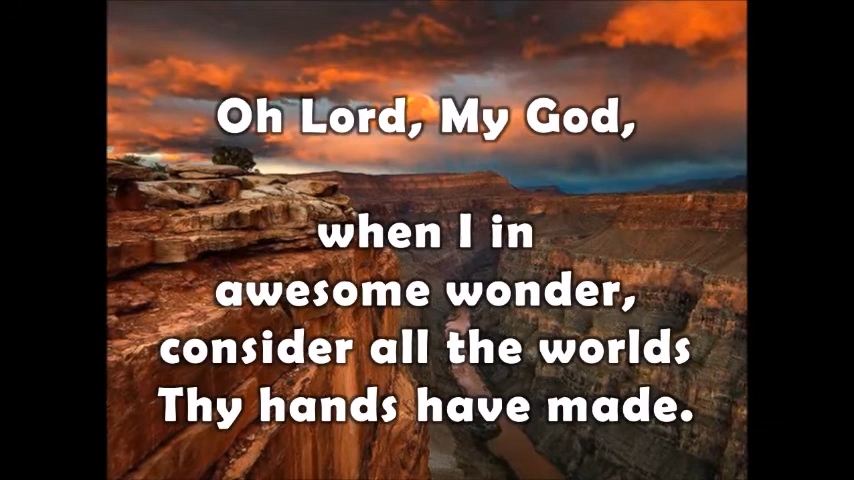 Oh Lord, My God,
when I in
awesome wonder,
consider all the worlds
Thy hands have made.